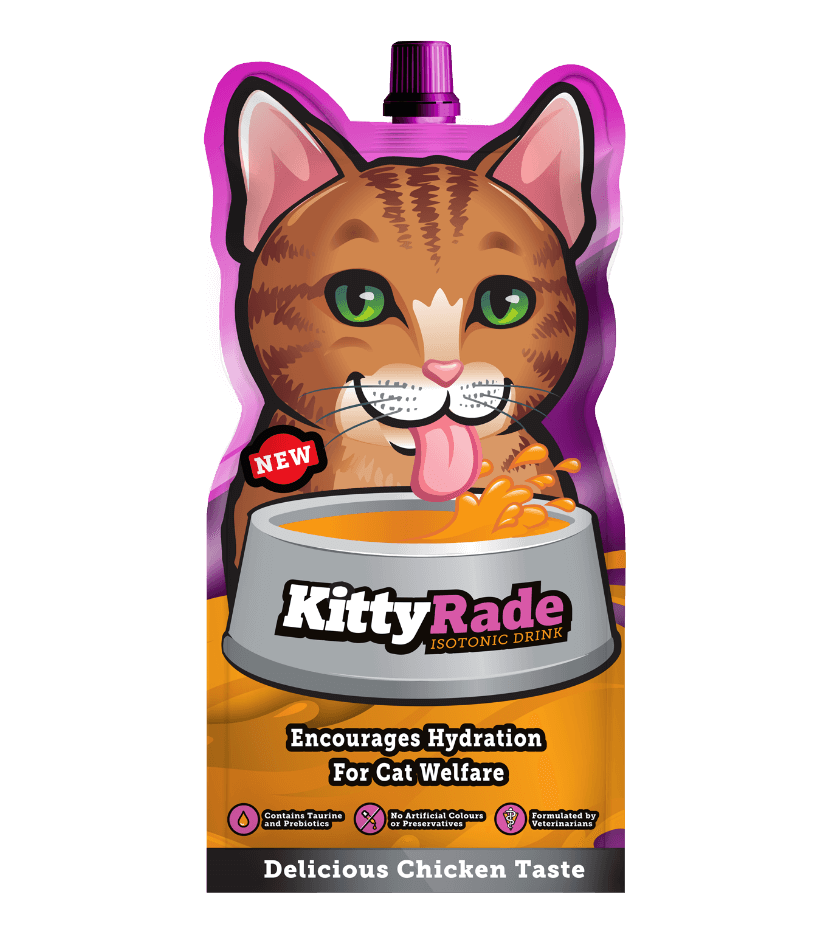 NEW
KittyRade
ISOTONIC DRINK
Encourages Hydration
For Cat Welfare
Contains Taurine
and Prebiotics
No Artificial Colours
or Preservatives
Formulated by
Veterinarians
Delicious Chicken Taste